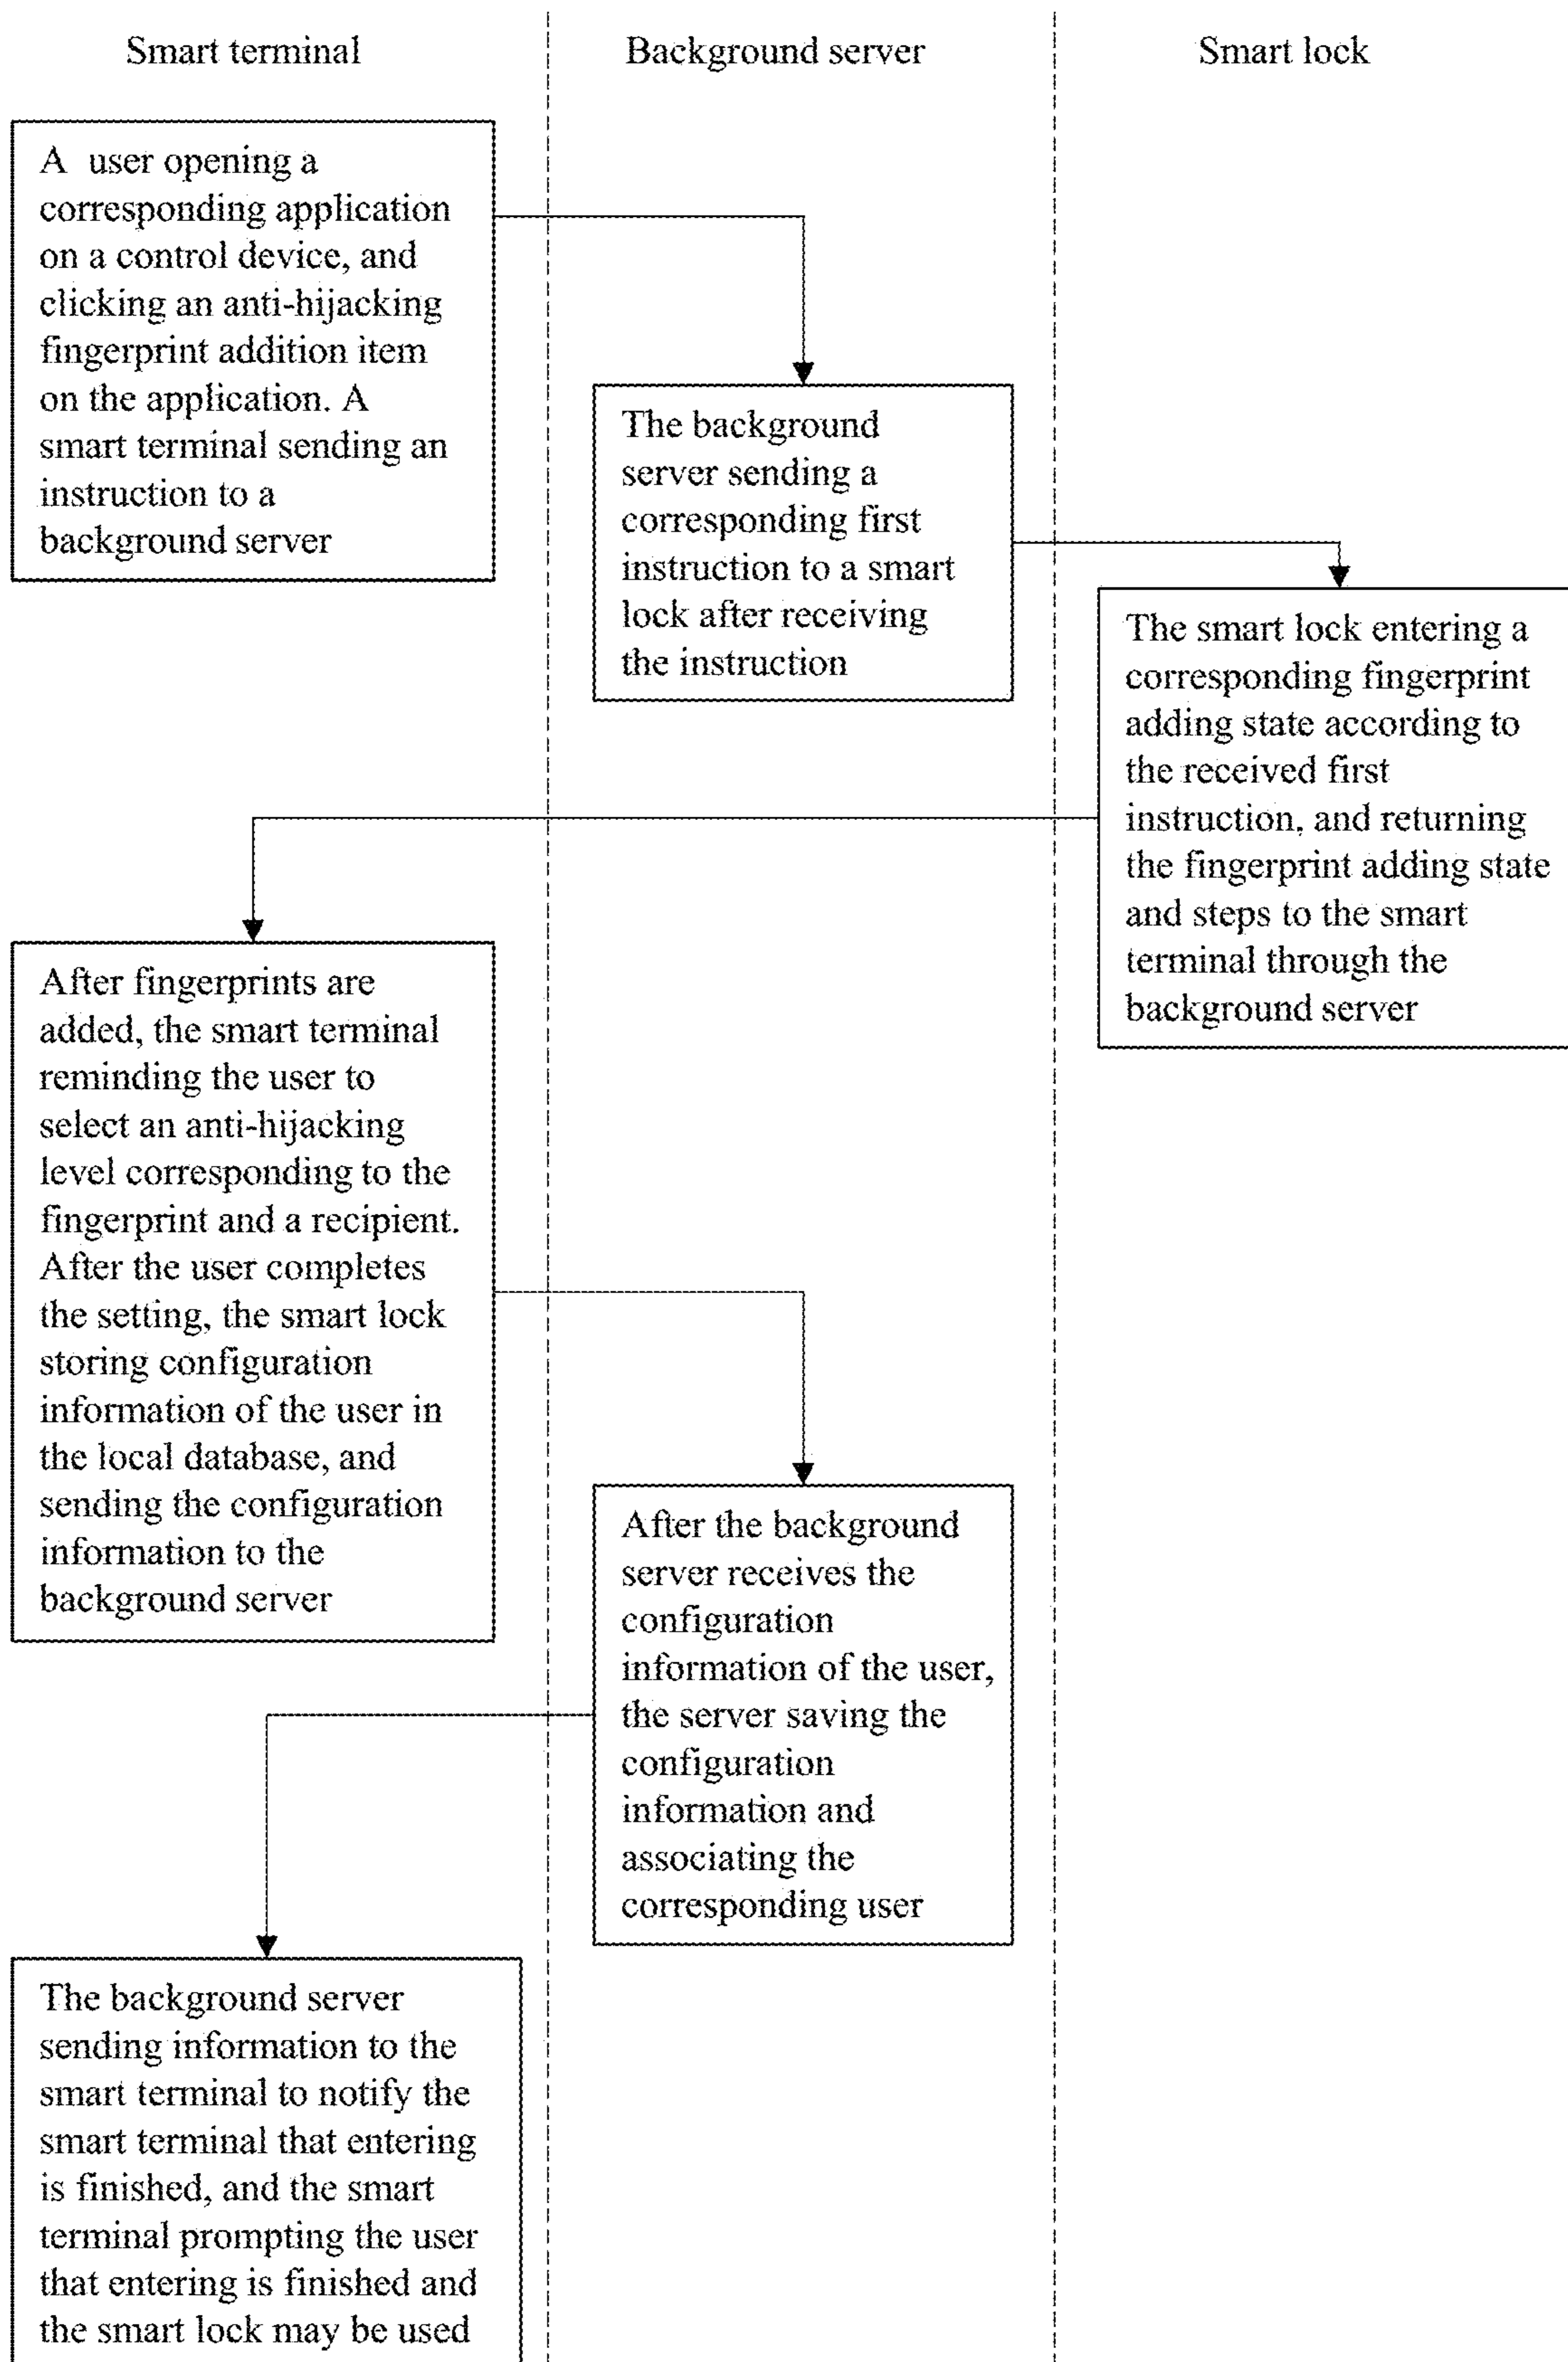 Smart terminal
Background server
Smart lock
A user opening a
corresponding application
on a control device, and
clicking an anti-hijacking
fingerprint addition item
on the application. A
smart terminal sending an
instruction to a
background server
The background
server sending a
corresponding first
instruction to a smart
lock after receiving
the instruction
The smart lock entering a
corresponding fingerprint
adding state according to
the received first
instruction, and returning
the fingerprint adding state
and steps to the smart
terminal through the
background server
After fingerprints are
added, the smart terminal
reminding the user to
select an anti-hijacking
level corresponding to the
fingerprint and a recipient.
After the user completes
the setting, the smart lock
storing configuration
information of the user in
the local database, and
sending the configuration
information to the
background server
After the background
server receives the
configuration
information of the user,
the server saving the
configuration
information and
associating the
corresponding user
The background server
sending information to the
smart terminal to notify the
smart terminal that entering
is finished, and the smart
terminal prompting the user
that entering is finished and
the smart lock may be used